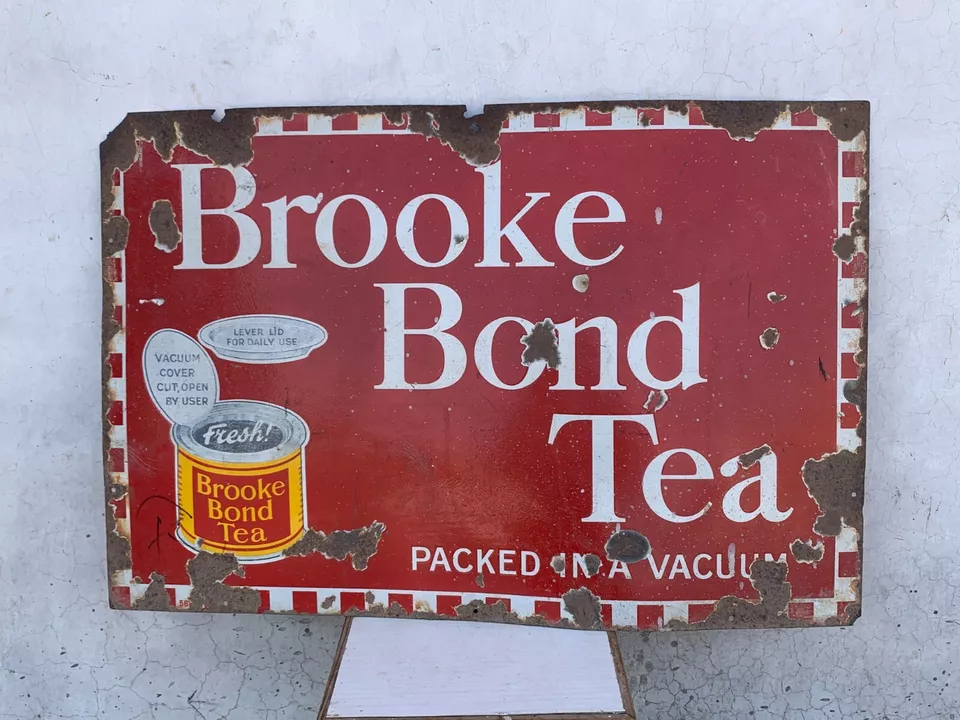 Brooke
Bond
Tea
LEVER LID
FOR DAILY USE
VACUUM
COVER
CUT, OPEN
BY USER
Fresh!
Brooke
Bond
Tea
PACKED IN A VACUUM